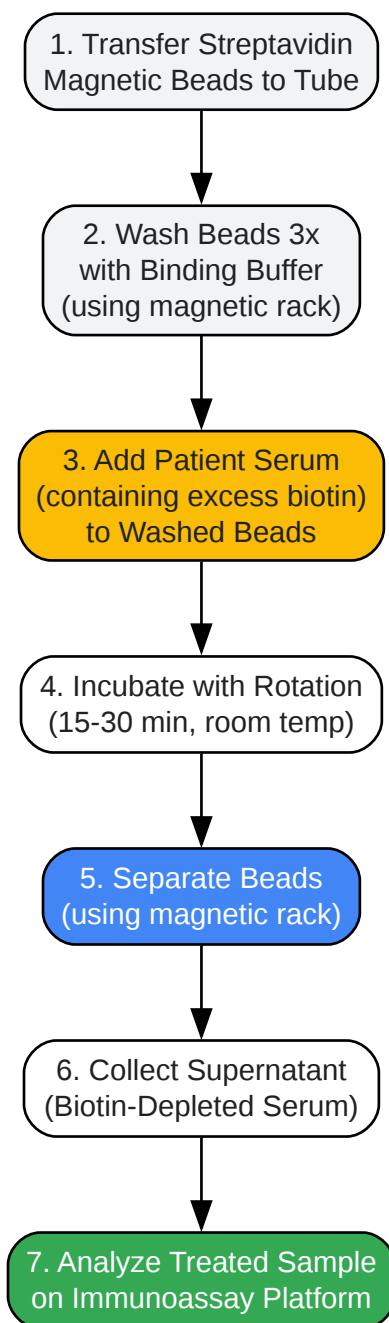 1. Transfer Streptavidin
Magnetic Beads to Tube
2. Wash Beads 3x
with Binding Buffer
(using magnetic rack)
3. Add Patient Serum
(containing excess biotin)
to Washed Beads
4. Incubate with Rotation
(15-30 min, room temp)
5. Separate Beads
(using magnetic rack)
6. Collect Supernatant
(Biotin-Depleted Serum)
7. Analyze Treated Sample
on Immunoassay Platform